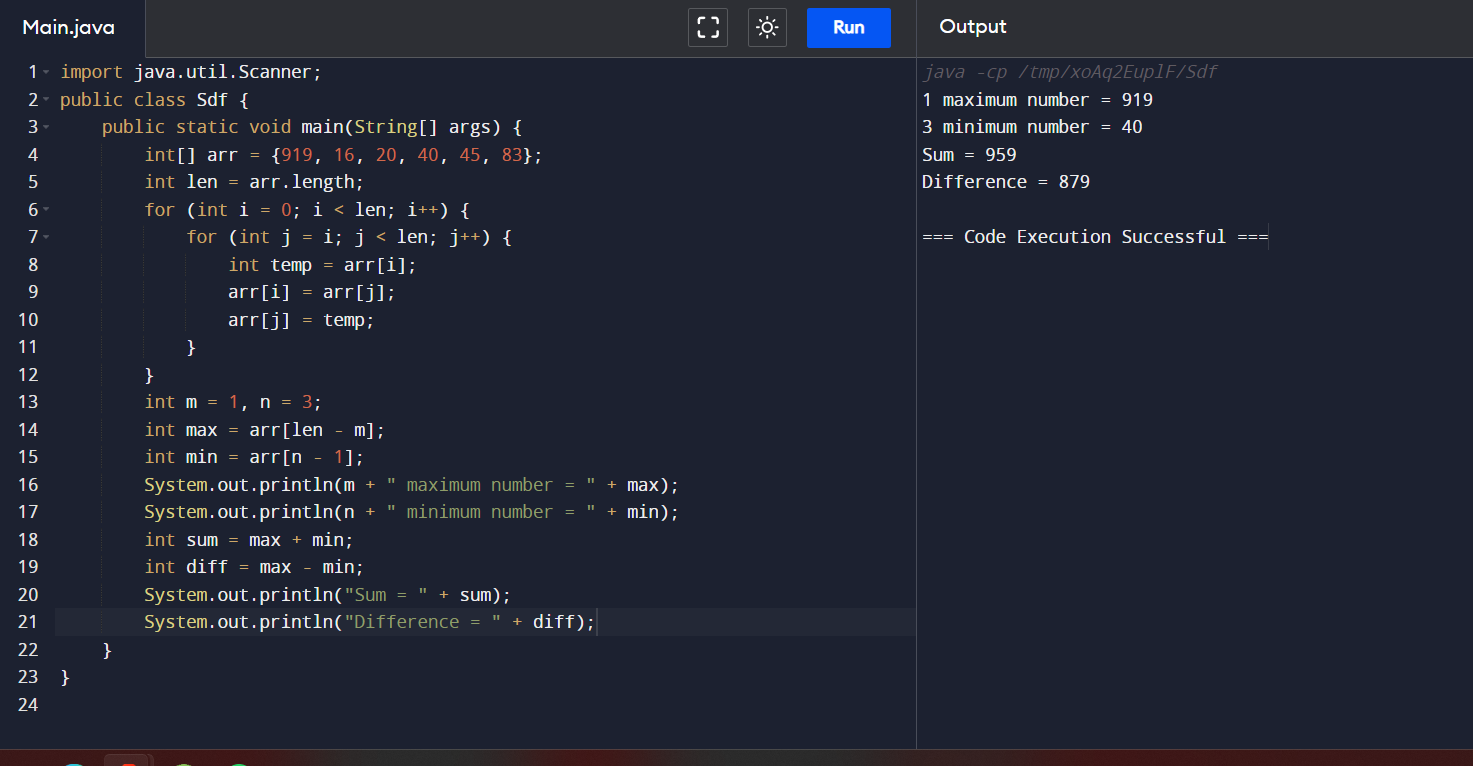 Main.java
Run
Output
1 import java.util.Scanner;
2 public class Sdf {
3     public static void main(String[] args) {
4         int[] arr = {919, 16, 20, 40, 45, 83};
5         int len = arr.length;
6         for (int i = 0; i < len; i++) {
7             for (int j = i; j < len; j++) {
8                 int temp = arr[i];
9                 arr[i] = arr[j];
10                 arr[j] = temp;
11             }
12         }
13         int m = 1, n = 3;
14         int max = arr[len - m];
15         int min = arr[n - 1];
16         System.out.println(m + " maximum number = " + max);
17         System.out.println(n + " minimum number = " + min);
18         int sum = max + min;
19         int diff = max - min;
20         System.out.println("Sum = " + sum);
21         System.out.println("Difference = " + diff);
22     }
23 }
24
java -cp /tmp/xoAq2EuplF/Sdf
1 maximum number = 919
3 minimum number = 40
Sum = 959
Difference = 879
=== Code Execution Successful ===